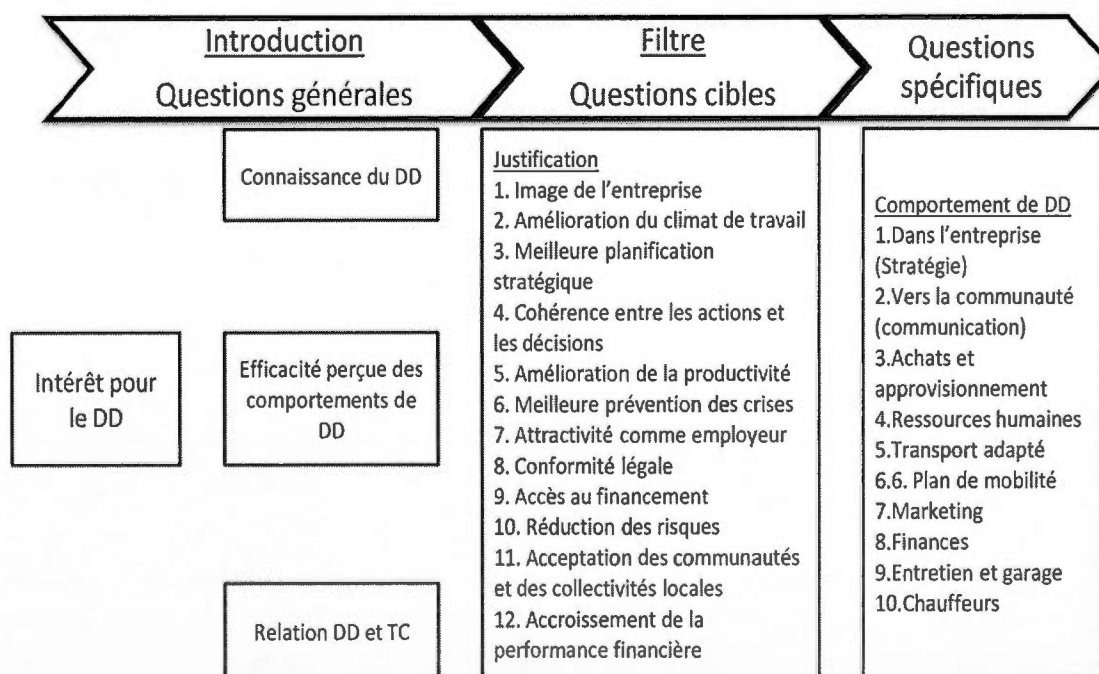 Introduction
Questions générales
Filtre
Questions cibles
Questions
spécifiques
Intérêt pour
le DD
Connaissance du DD
Efficacité perçue des
comportements de
DD
Relation DD et TC
Justification
1. Image de l'entreprise
2. Amélioration du climat de travail
3. Meilleure planification
stratégique
4. Cohérence entre les actions et
les décisions
5. Amélioration de la productivité
6. Meilleure prévention des crises
7. Attractivité comme employeur
8. Conformité légale
9. Accès au financement
10. Réduction des risques
11. Acceptation des communautés
et des collectivités locales
12. Accroissement de la
performance financière
Comportement de DD
1.Dans l'entreprise
(Stratégie)
2.Vers la communauté
(communication)
3.Achats et
approvisionnement
4.Ressources humaines
5.Transport adapté
6.6. Plan de mobilité
7.Marketing
8.Finances
9.Entretien et garage
10.Chauffeurs